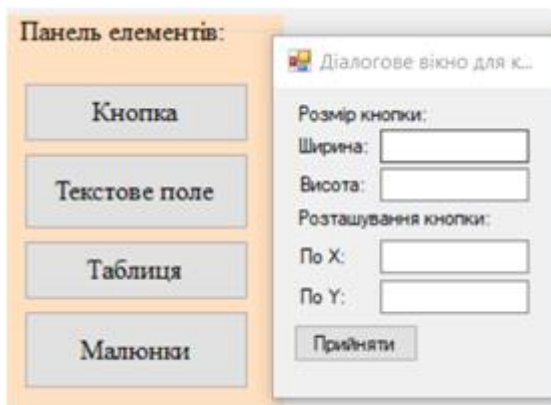 Панель елементів:
Кнопка
Текстове поле
Таблиця
Малюнки
Діалогове вікно для к...
Розмір кнопки:
Ширина:
Висота:
Розташування кнопки:
По X:
По Y:
Прийняти